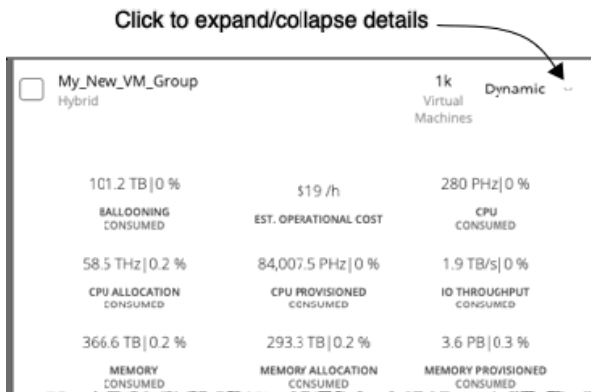 Click to expand/collapse details
My_New_VM_Group
Hybrid
1k
Virtual
Machines
Dynamic
101.2 TB|0 %
BALLOONING
CONSUMED
$19 /h
EST. OPERATIONAL COST
280 PHz|0 %
CPU
CONSUMED
58.5 THz|0.2 %
CPU ALLOCATION
CONSUMED
84,007.5 PHz|0 %
CPU PROVISIONED
CONSUMED
1.9 TB/s|0 %
IO THROUGHPUT
CONSUMED
366.6 TB|0.2 %
MEMORY
CONSUMED
293.3 TB|0.2 %
MEMORY ALLOCATION
CONSUMED
3.6 PB|0.3 %
MEMORY PROVISIONED
CONSUMED